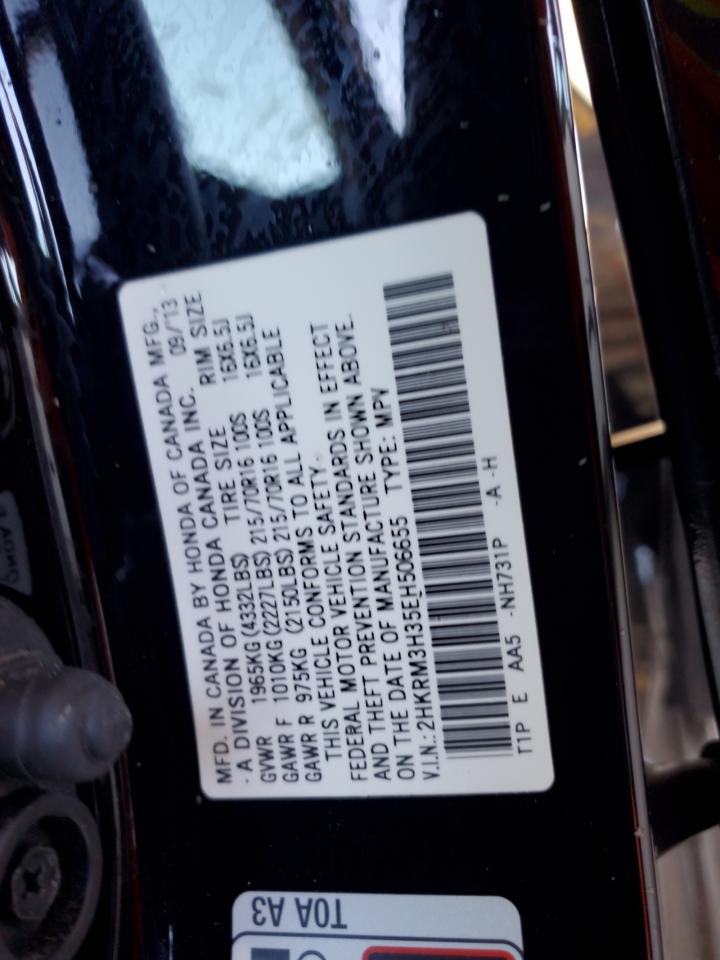 MFD. IN CANADA BY HONDA OF CANADA MFG.,
- A DIVISION OF HONDA CANADA INC. 09/'13
GVWR 1965KG (4332LBS) TIRE SIZE RIM SIZE
GAWR F 1010KG (2227LBS) 215/70R16 100S 16X6.5J
GAWR R 975KG (2150LBS) 215/70R16 100S 16X6.5J
THIS VEHICLE CONFORMS TO ALL APPLICABLE
FEDERAL MOTOR VEHICLE SAFETY,
AND THEFT PREVENTION STANDARDS IN EFFECT
ON THE DATE OF MANUFACTURE SHOWN ABOVE.
V.I.N.: 2HKRM3H35EH506655 TYPE: MPV
T1P E AA5 -NH731P -A -H
T0A A3